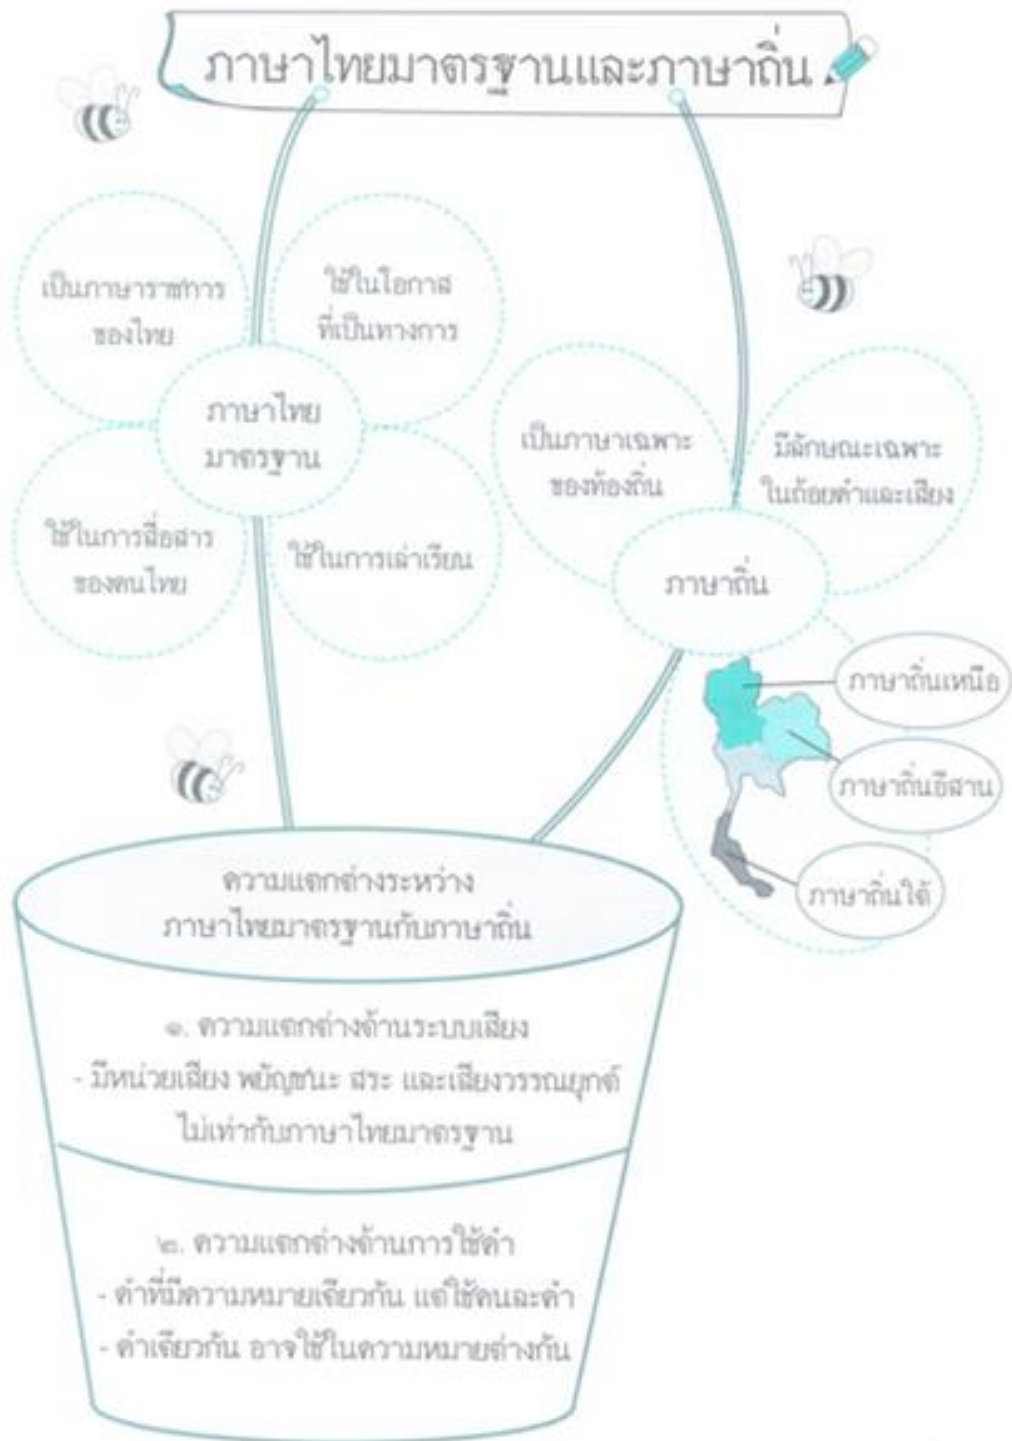 ภาษาไทยมาตรฐานและภาษาถิ่น
เป็นภาษาราชการ
ของไทย
ใช้ในโอกาส
ที่เป็นทางการ
ภาษาไทย
มาตรฐาน
ใช้ในการสื่อสาร
ของคนไทย
ใช้ในการเล่าเรียน
เป็นภาษาเฉพาะ
ของท้องถิ่น
มีลักษณะเฉพาะ
ในถ้อยคำและเสียง
ภาษาถิ่น
ภาษาถิ่นเหนือ
ภาษาถิ่นอีสาน
ภาษาถิ่นใต้
ความแตกต่างระหว่าง
ภาษาไทยมาตรฐานกับภาษาถิ่น
๑. ความแตกต่างด้านระบบเสียง
- มีหน่วยเสียง พยัญชนะ สระ และเสียงวรรณยุกต์
ไม่เท่ากับภาษาไทยมาตรฐาน
๒. ความแตกต่างด้านการใช้คำ
- คำที่มีความหมายเดียวกัน แต่ใช้คนละคำ
- คำเดียวกัน อาจใช้ในความหมายต่างกัน